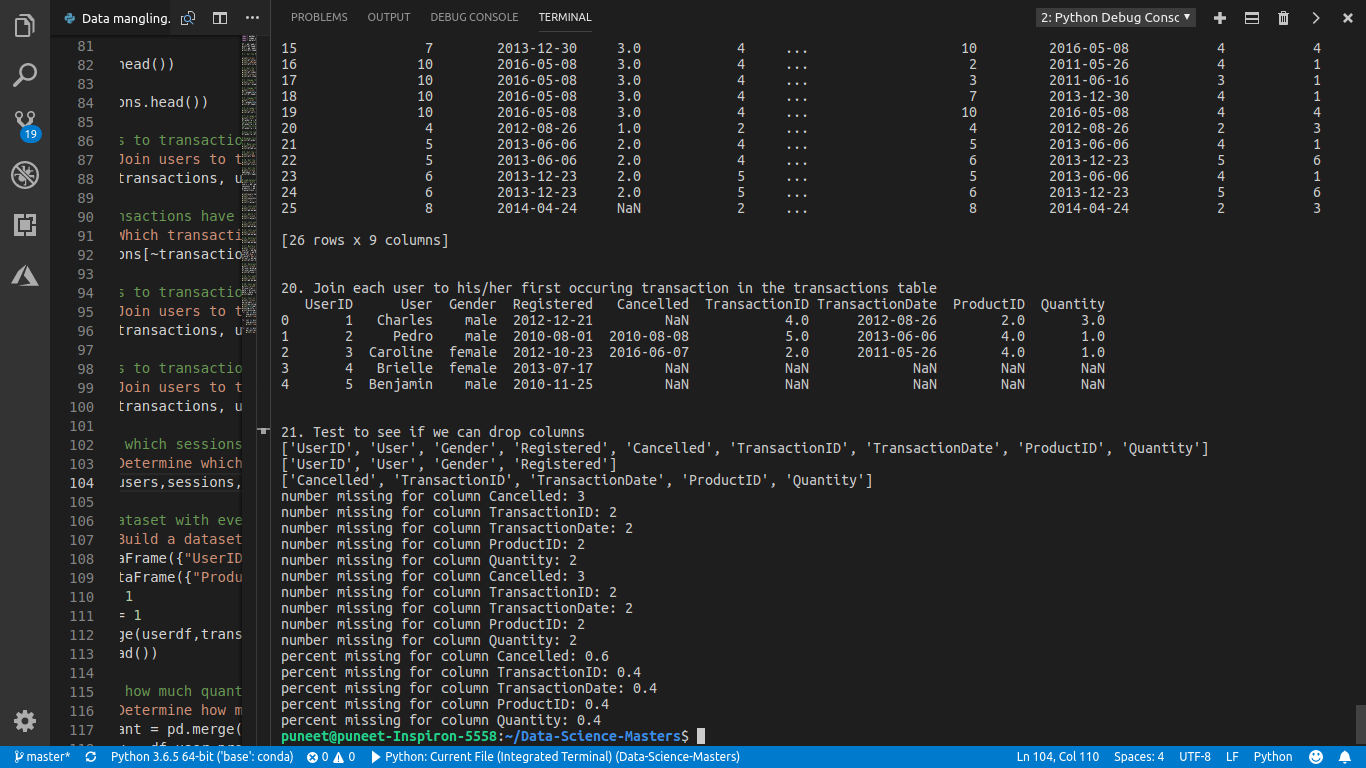 Data mangling.
PROBLEMS OUTPUT DEBUG CONSOLE TERMINAL
2: Python Debug Consc
19
81
82 head())
83
84 ons.head())
85
86 s to transactio
87 Join users to t
88 transactions, u
89
90 nsactions have
91 Which transacti
92 ons[~transactio
93
94 s to transactio
95 Join users to t
96 transactions, u
97
98 s to transactio
99 Join users to t
100 transactions, u
101
102 which sessions
103 Determine which
104 users,sessions,
105
106 ataset with eve
107 Build a dataset
108 aFrame({"UserID
109 taFrame({"Produ
110 1
111 = 1
112 ge(userdf,trans
113 ad())
114
115 how much quant
116 Determine how m
117 ant = pd.merge(
15 7 2013-12-30 3.0 4 ... 10 2016-05-08 4 4
16 10 2016-05-08 3.0 4 ... 2 2011-05-26 4 1
17 10 2016-05-08 3.0 4 ... 3 2011-06-16 3 1
18 10 2016-05-08 3.0 4 ... 7 2013-12-30 4 1
19 10 2016-05-08 3.0 4 ... 10 2016-05-08 4 4
20 4 2012-08-26 1.0 2 ... 4 2012-08-26 2 3
21 5 2013-06-06 2.0 4 ... 5 2013-06-06 4 1
22 5 2013-06-06 2.0 4 ... 6 2013-12-23 5 6
23 6 2013-12-23 2.0 5 ... 5 2013-06-06 4 1
24 6 2013-12-23 2.0 5 ... 6 2013-12-23 5 6
25 8 2014-04-24 NaN 2 ... 8 2014-04-24 2 3
[26 rows x 9 columns]
20. Join each user to his/her first occuring transaction in the transactions table
UserID User Gender Registered Cancelled TransactionID TransactionDate ProductID Quantity
0 1 Charles male 2012-12-21 NaN 4.0 2012-08-26 2.0 3.0
1 2 Pedro male 2010-08-01 2010-08-08 5.0 2013-06-06 4.0 1.0
2 3 Caroline female 2012-10-23 2016-06-07 2.0 2011-05-26 4.0 1.0
3 4 Brielle female 2013-07-17 NaN NaN NaN NaN NaN
4 5 Benjamin male 2010-11-25 NaN NaN NaN NaN NaN
21. Test to see if we can drop columns
['UserID', 'User', 'Gender', 'Registered', 'Cancelled', 'TransactionID', 'TransactionDate', 'ProductID', 'Quantity']
['UserID', 'User', 'Gender', 'Registered']
['Cancelled', 'TransactionID', 'TransactionDate', 'ProductID', 'Quantity']
number missing for column Cancelled: 3
number missing for column TransactionID: 2
number missing for column TransactionDate: 2
number missing for column ProductID: 2
number missing for column Quantity: 2
number missing for column Cancelled: 3
number missing for column TransactionID: 2
number missing for column TransactionDate: 2
number missing for column ProductID: 2
number missing for column Quantity: 2
percent missing for column Cancelled: 0.6
percent missing for column TransactionID: 0.4
percent missing for column TransactionDate: 0.4
percent missing for column ProductID: 0.4
percent missing for column Quantity: 0.4
puneet@puneet-Inspiron-5558:~/Data-Science-Masters$
master* Python 3.6.5 64-bit ('base': conda) 0 0 Python: Current File (Integrated Terminal) (Data-Science-Masters) Ln 104, Col 110 Spaces: 4 UTF-8 LF Python